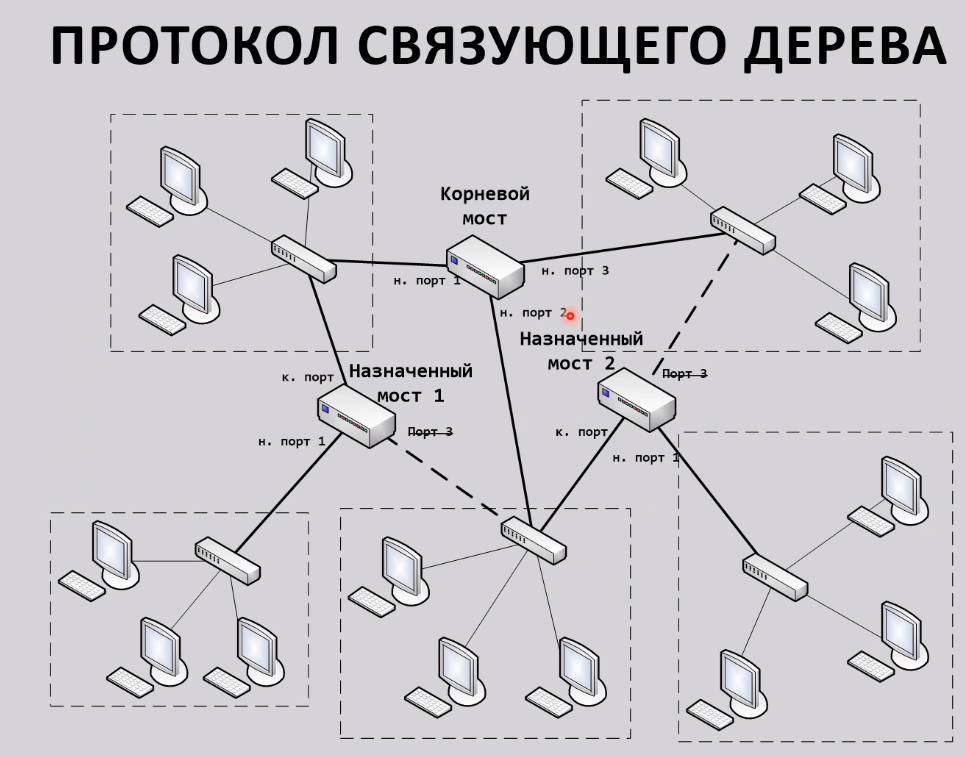 ПРОТОКОЛ СВЯЗУЮЩЕГО ДЕРЕВА
Корневой
мост
н. порт 1
н. порт 3
н. порт 2
Назначенный
мост 2
Порт 3
к. порт
Назначенный
мост 1
н. порт 1
Порт 3
к. порт
н. порт 1